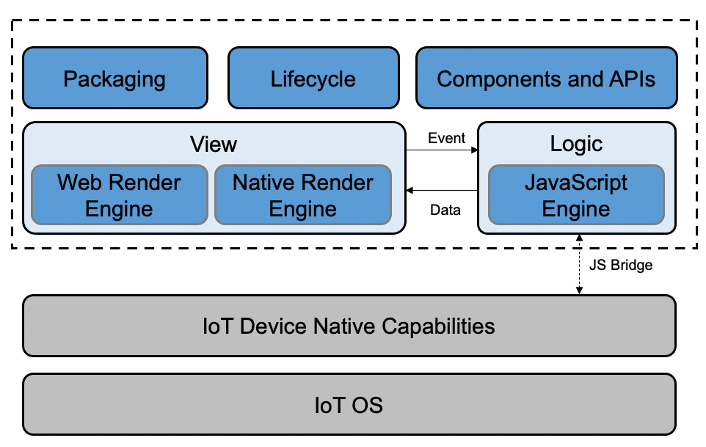 Packaging
Lifecycle
Components and APIs
View
Web Render
Engine
Native Render
Engine
Event
Data
Logic
JavaScript
Engine
JS Bridge
IoT Device Native Capabilities
IoT OS